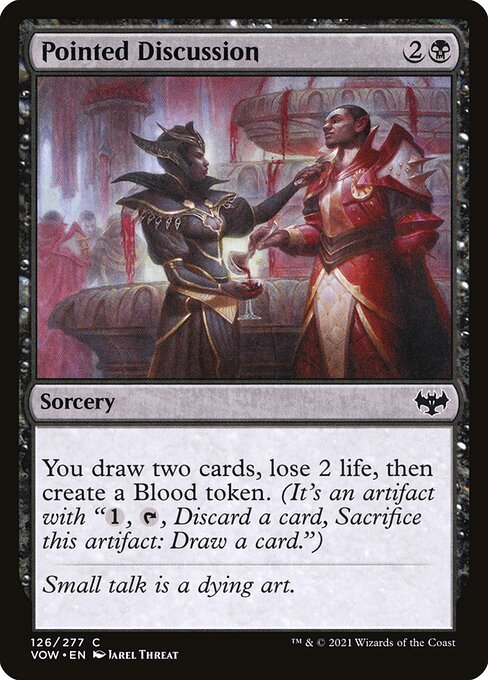 Pointed Discussion 2
Sorcery
You draw two cards, lose 2 life, then
create a Blood token. (It's an artifact
with “1, , Discard a card, Sacrifice
this artifact: Draw a card.”)
Small talk is a dying art.
126/277 C
VOW • EN Jarel Threat
™ & © 2021 Wizards of the Coast